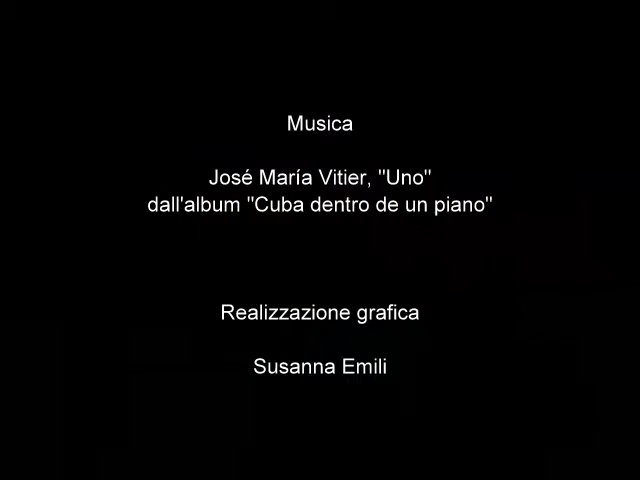 Musica
José María Vitier, "Uno"
dall'album "Cuba dentro de un piano"
Realizzazione grafica
Susanna Emili